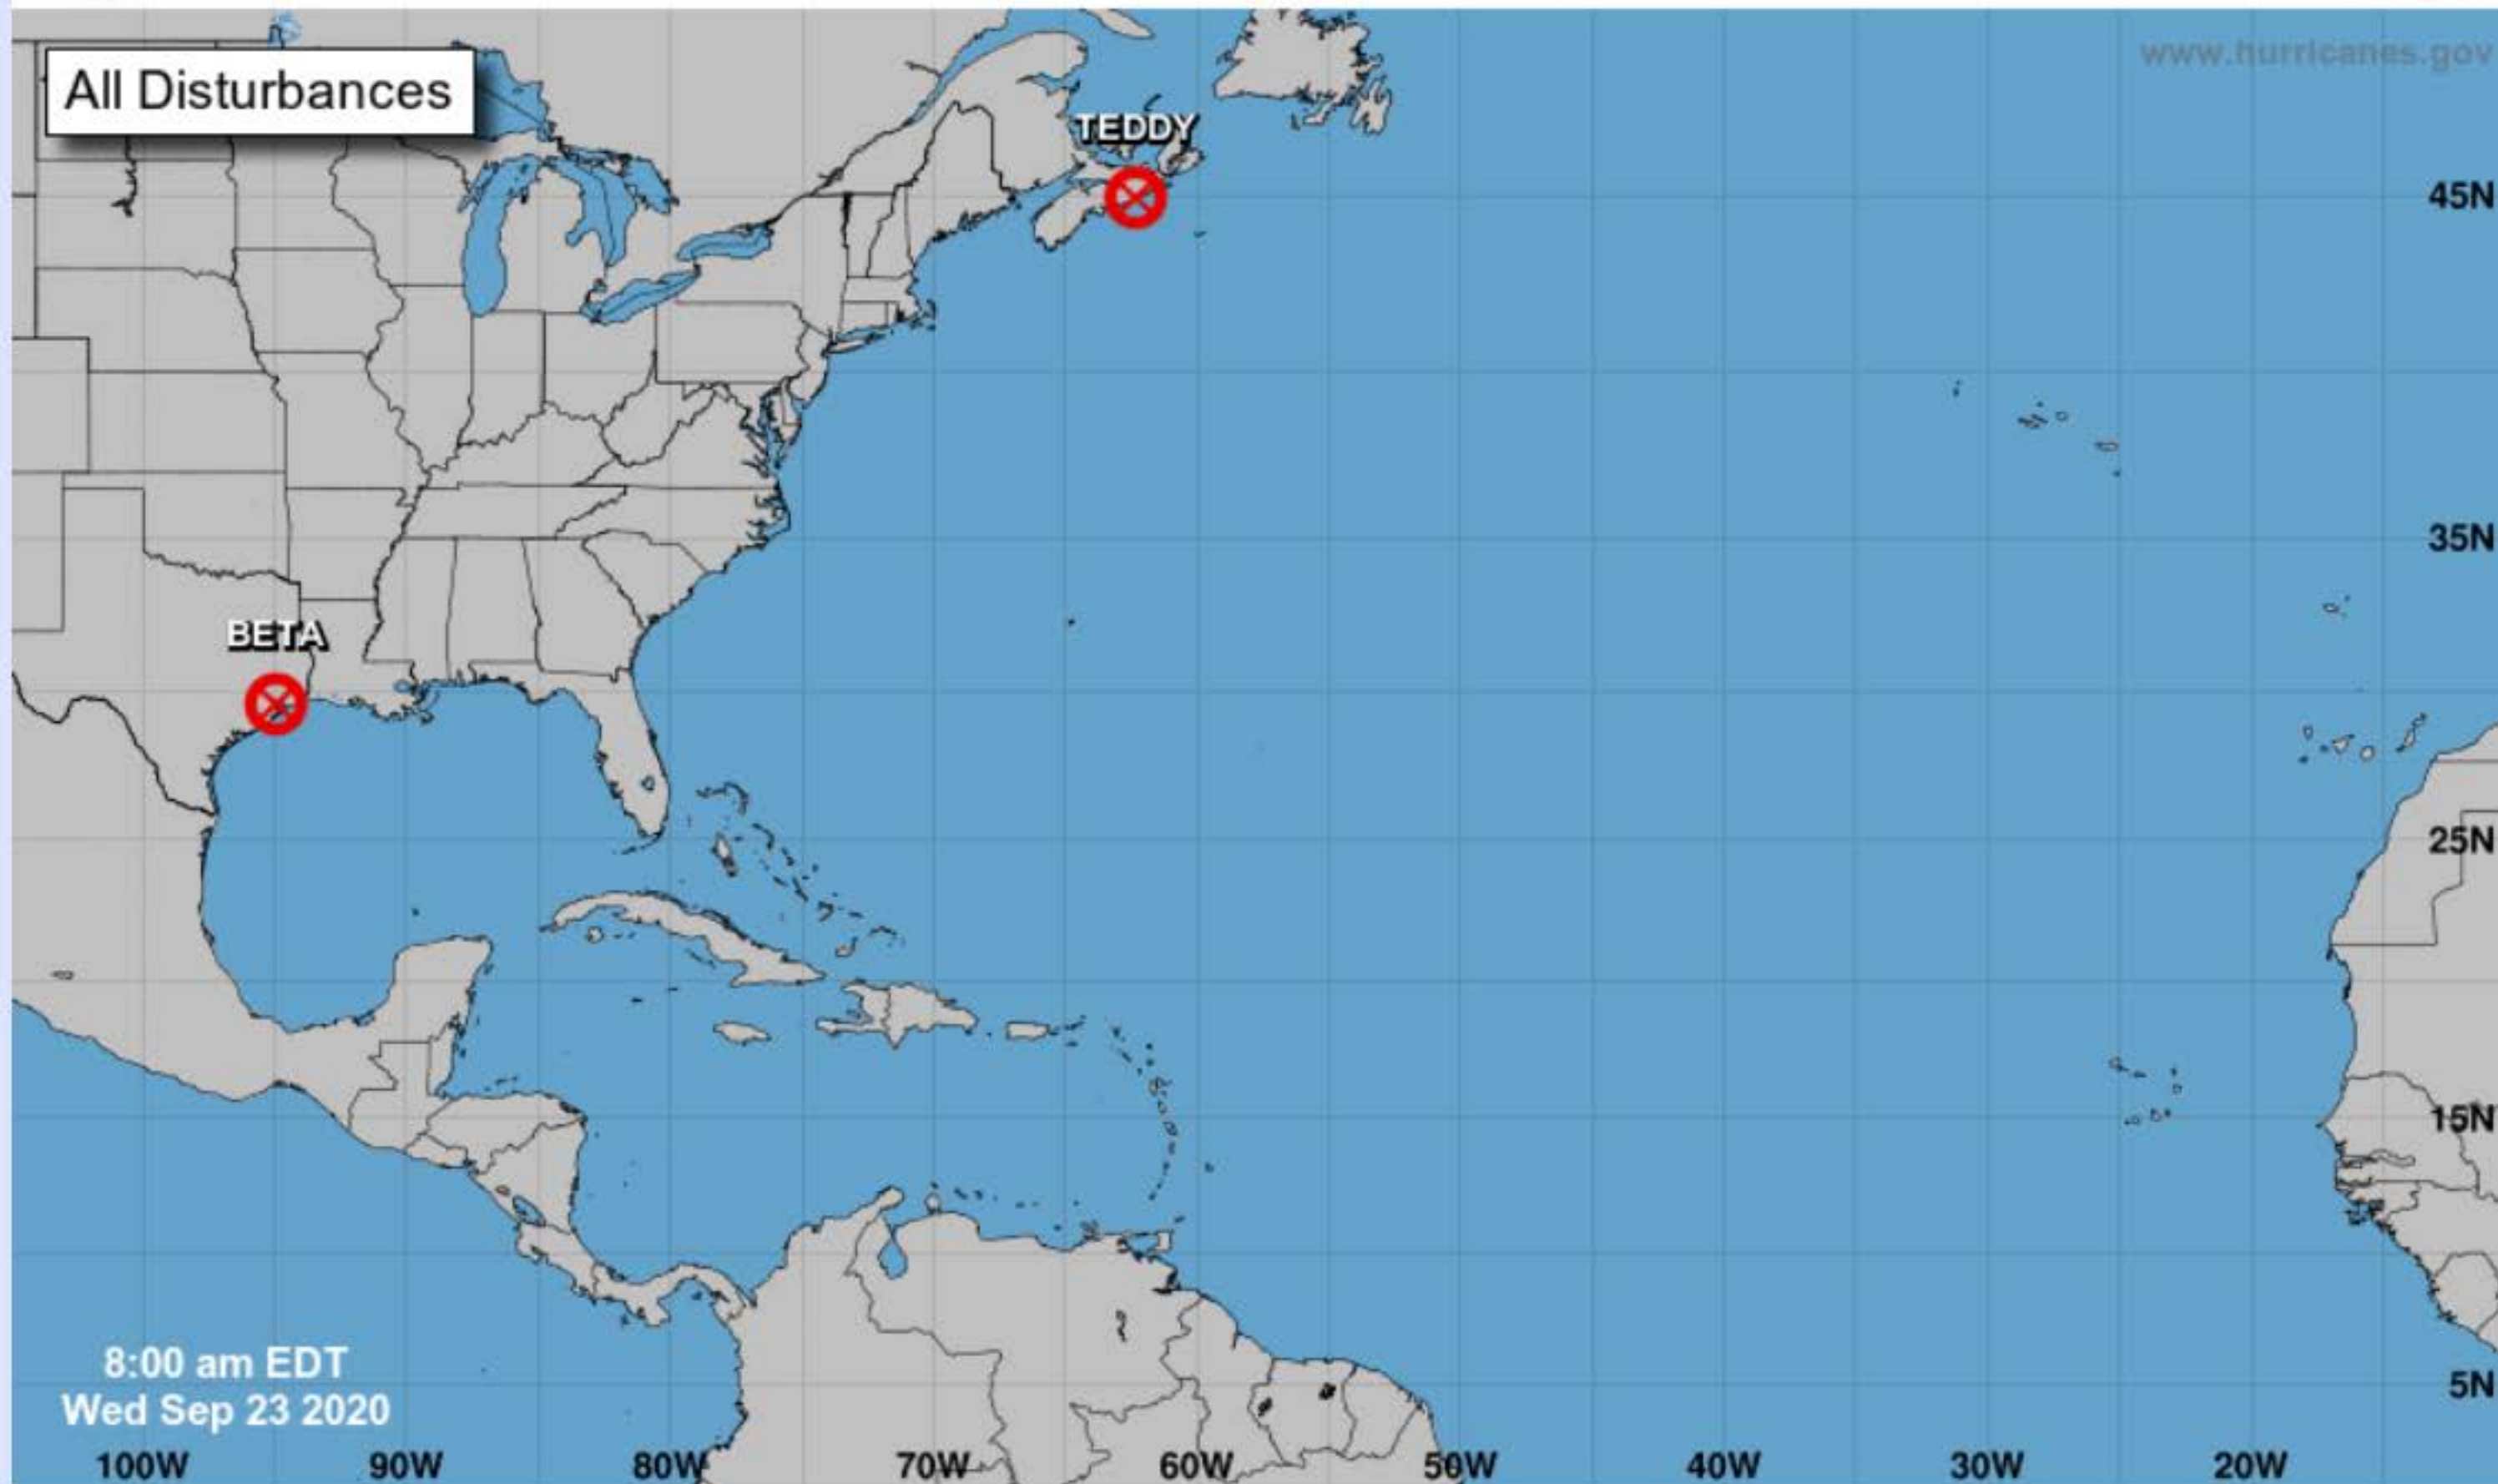 All Disturbances
www.hurricanes.gov
TEDDY
45N
35N
BETA
25N
15N
8:00 am EDT
Wed Sep 23 2020
5N
100W 90W 80W 70W 60W 50W 40W 30W 20W